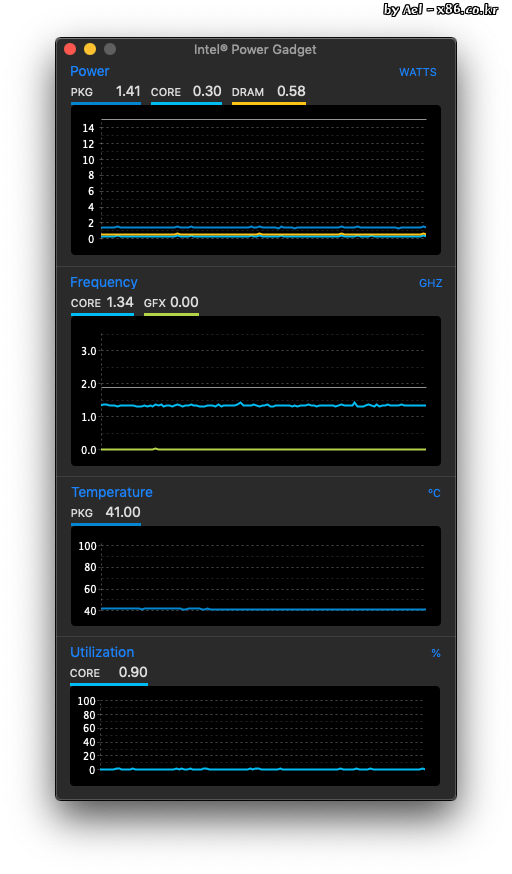 by Ael - x86.co.kr
Intel® Power Gadget
Power WATTS
PKG 1.41 CORE 0.30 DRAM 0.58
14
12
10
8
6
4
2
0
Frequency GHZ
CORE 1.34 GFX 0.00
3.0
2.0
1.0
0.0
Temperature ºC
PKG 41.00
100
80
60
40
Utilization %
CORE 0.90
100
80
60
40
20
0